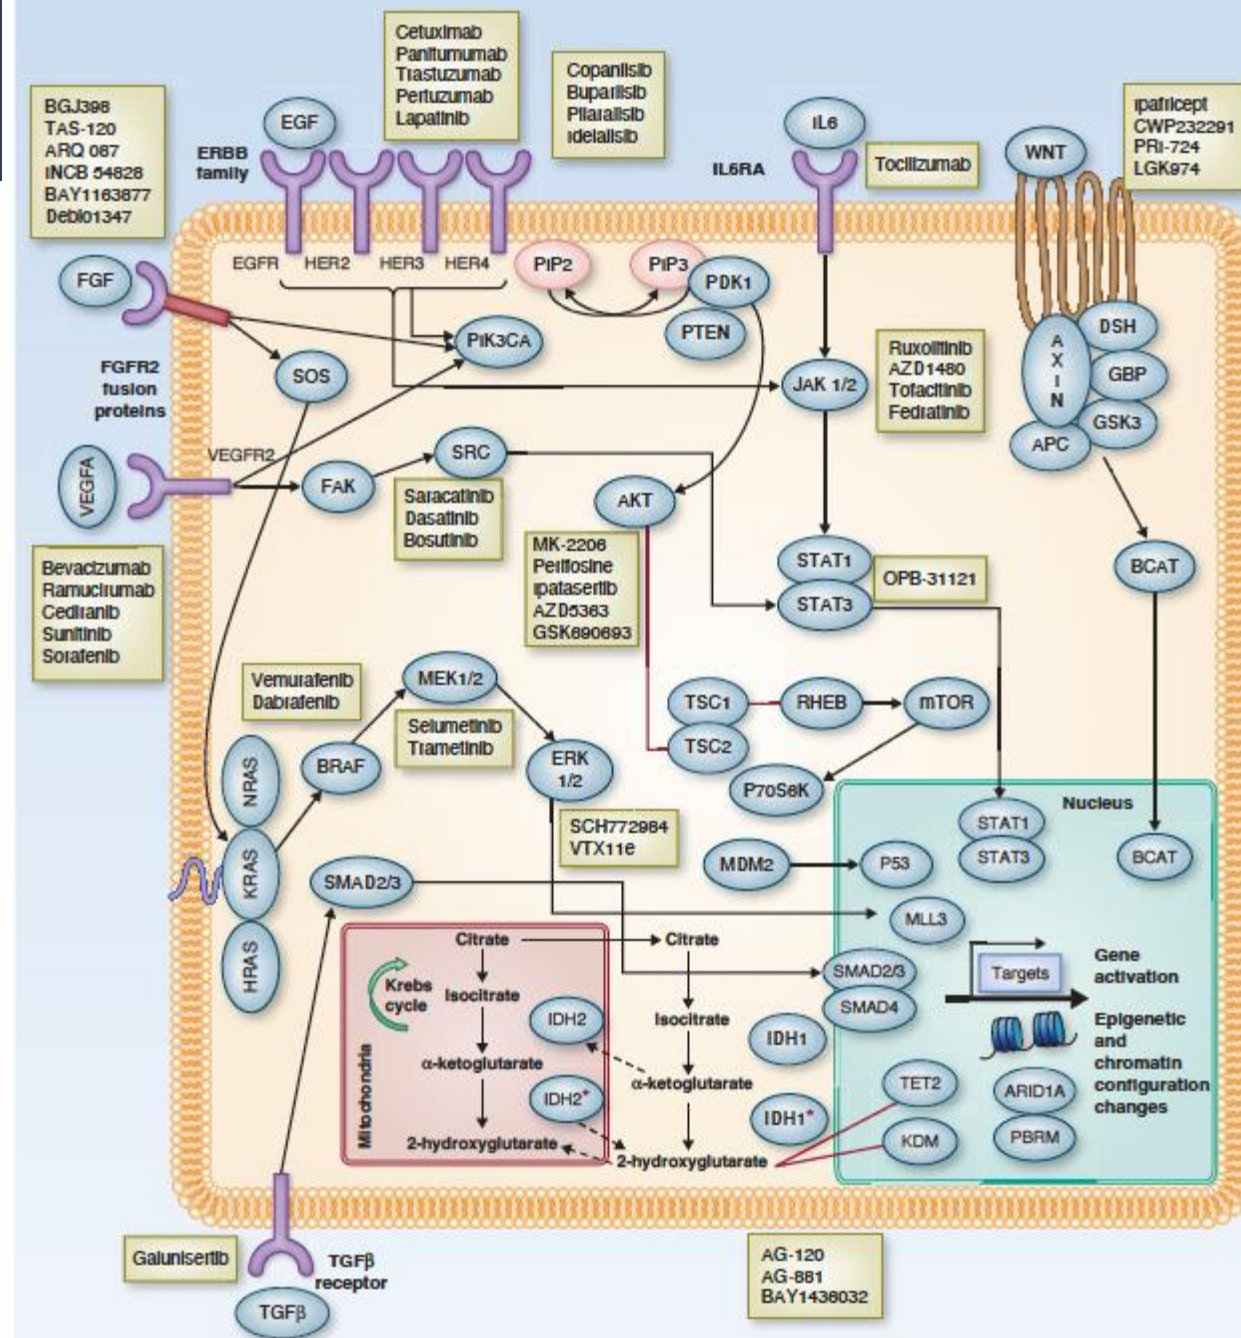 Cetuximab
Panitumumab
Trastuzumab
Pertuzumab
Lapatinib
Copanlisib
Buparlisib
Pilaralisib
idelalisib
BGJ398
TAS-120
ARQ 087
INCB 54828
BAY1163877
Debio1347
EGF
ERBB
family
IL6
IL6RA
Tocilizumab
WNT
ipafricept
CWP232291
PRI-724
LGK974
EGFR
HER2
HER3
HER4
FGF
FGFR2
fusion
proteins
PIP2
PIP3
PDK1
PTEN
PIK3CA
SOS
JAK 1/2
Ruxolitinib
AZD1480
Tofacitinib
Fedratinib
AXIN
DSH
GBP
GSK3
APC
VEGFA
VEGFR2
FAK
SRC
Saracatinib
Dasatinib
Bosutinib
AKT
MK-2206
Perifosine
ipatasertib
AZD5363
GSK690693
STAT1
STAT3
OPB-31121
BCAT
Bevacizumab
Ramucirumab
Cediranib
Sunitinib
Sorafenib
Vemurafenib
Dabrafenib
MEK1/2
Selumetinib
Trametinib
BRAF
ERK
1/2
SCH772984
VTX11e
TSC1
TSC2
RHEB
mTOR
P70S6K
NRAS
KRAS
HRAS
SMAD2/3
MDM2
Nucleus
P53
STAT1
STAT3
BCAT
MLL3
SMAD2/3
SMAD4
Targets
Gene
activation
Epigenetic
and
chromatin
configuration
changes
TET2
KDM
ARID1A
PBRM
Mitochondria
Krebs
cycle
Citrate
Isocitrate
α-ketoglutarate
2-hydroxyglutarate
IDH2
IDH2*
Citrate
Isocitrate
α-ketoglutarate
2-hydroxyglutarate
IDH1
IDH1*
Galunisertib
TGFβ
receptor
TGFβ
AG-120
AG-881
BAY1436032